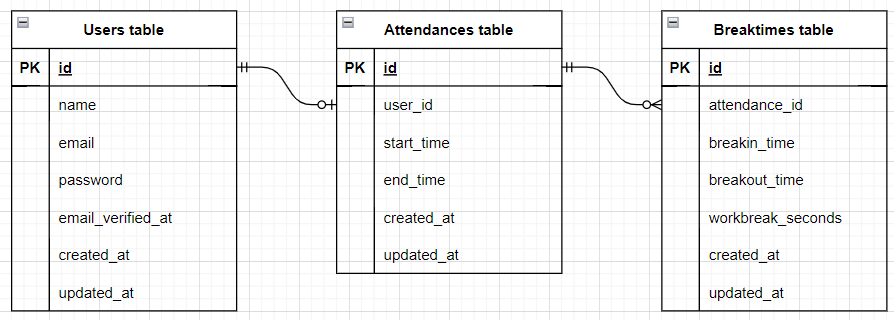 Users table
PK id
name
email
password
email_verified_at
created_at
updated_at
Attendances table
PK id
user_id
start_time
end_time
created_at
updated_at
Breaktimes table
PK id
attendance_id
breakin_time
breakout_time
workbreak_seconds
created_at
updated_at